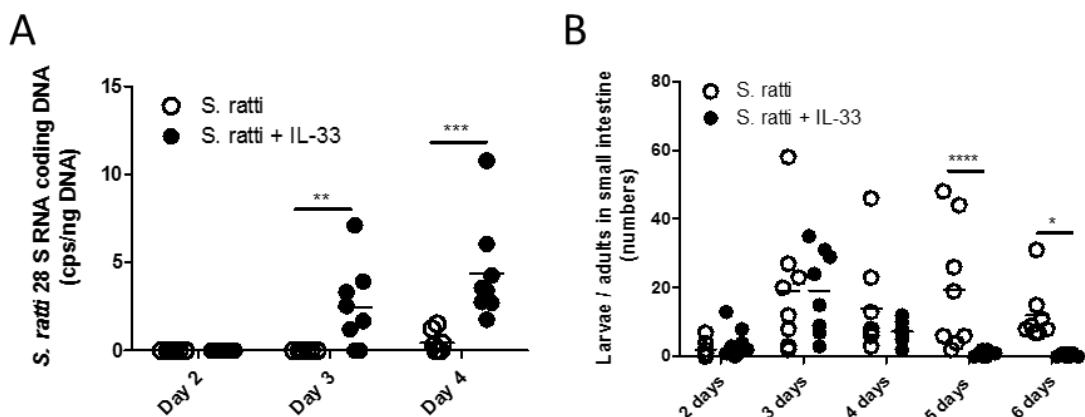 A
S. ratti 28 S RNA coding DNA
(cps/ng DNA)
15
10
5
0
S. ratti
S. ratti + IL-33
**
***
Day 2
Day 3
Day 4
B
Larvae / adults in small intestine
(numbers)
80
60
40
20
0
S. ratti
S. ratti + IL-33
****
*
2 days
3 days
4 days
5 days
6 days